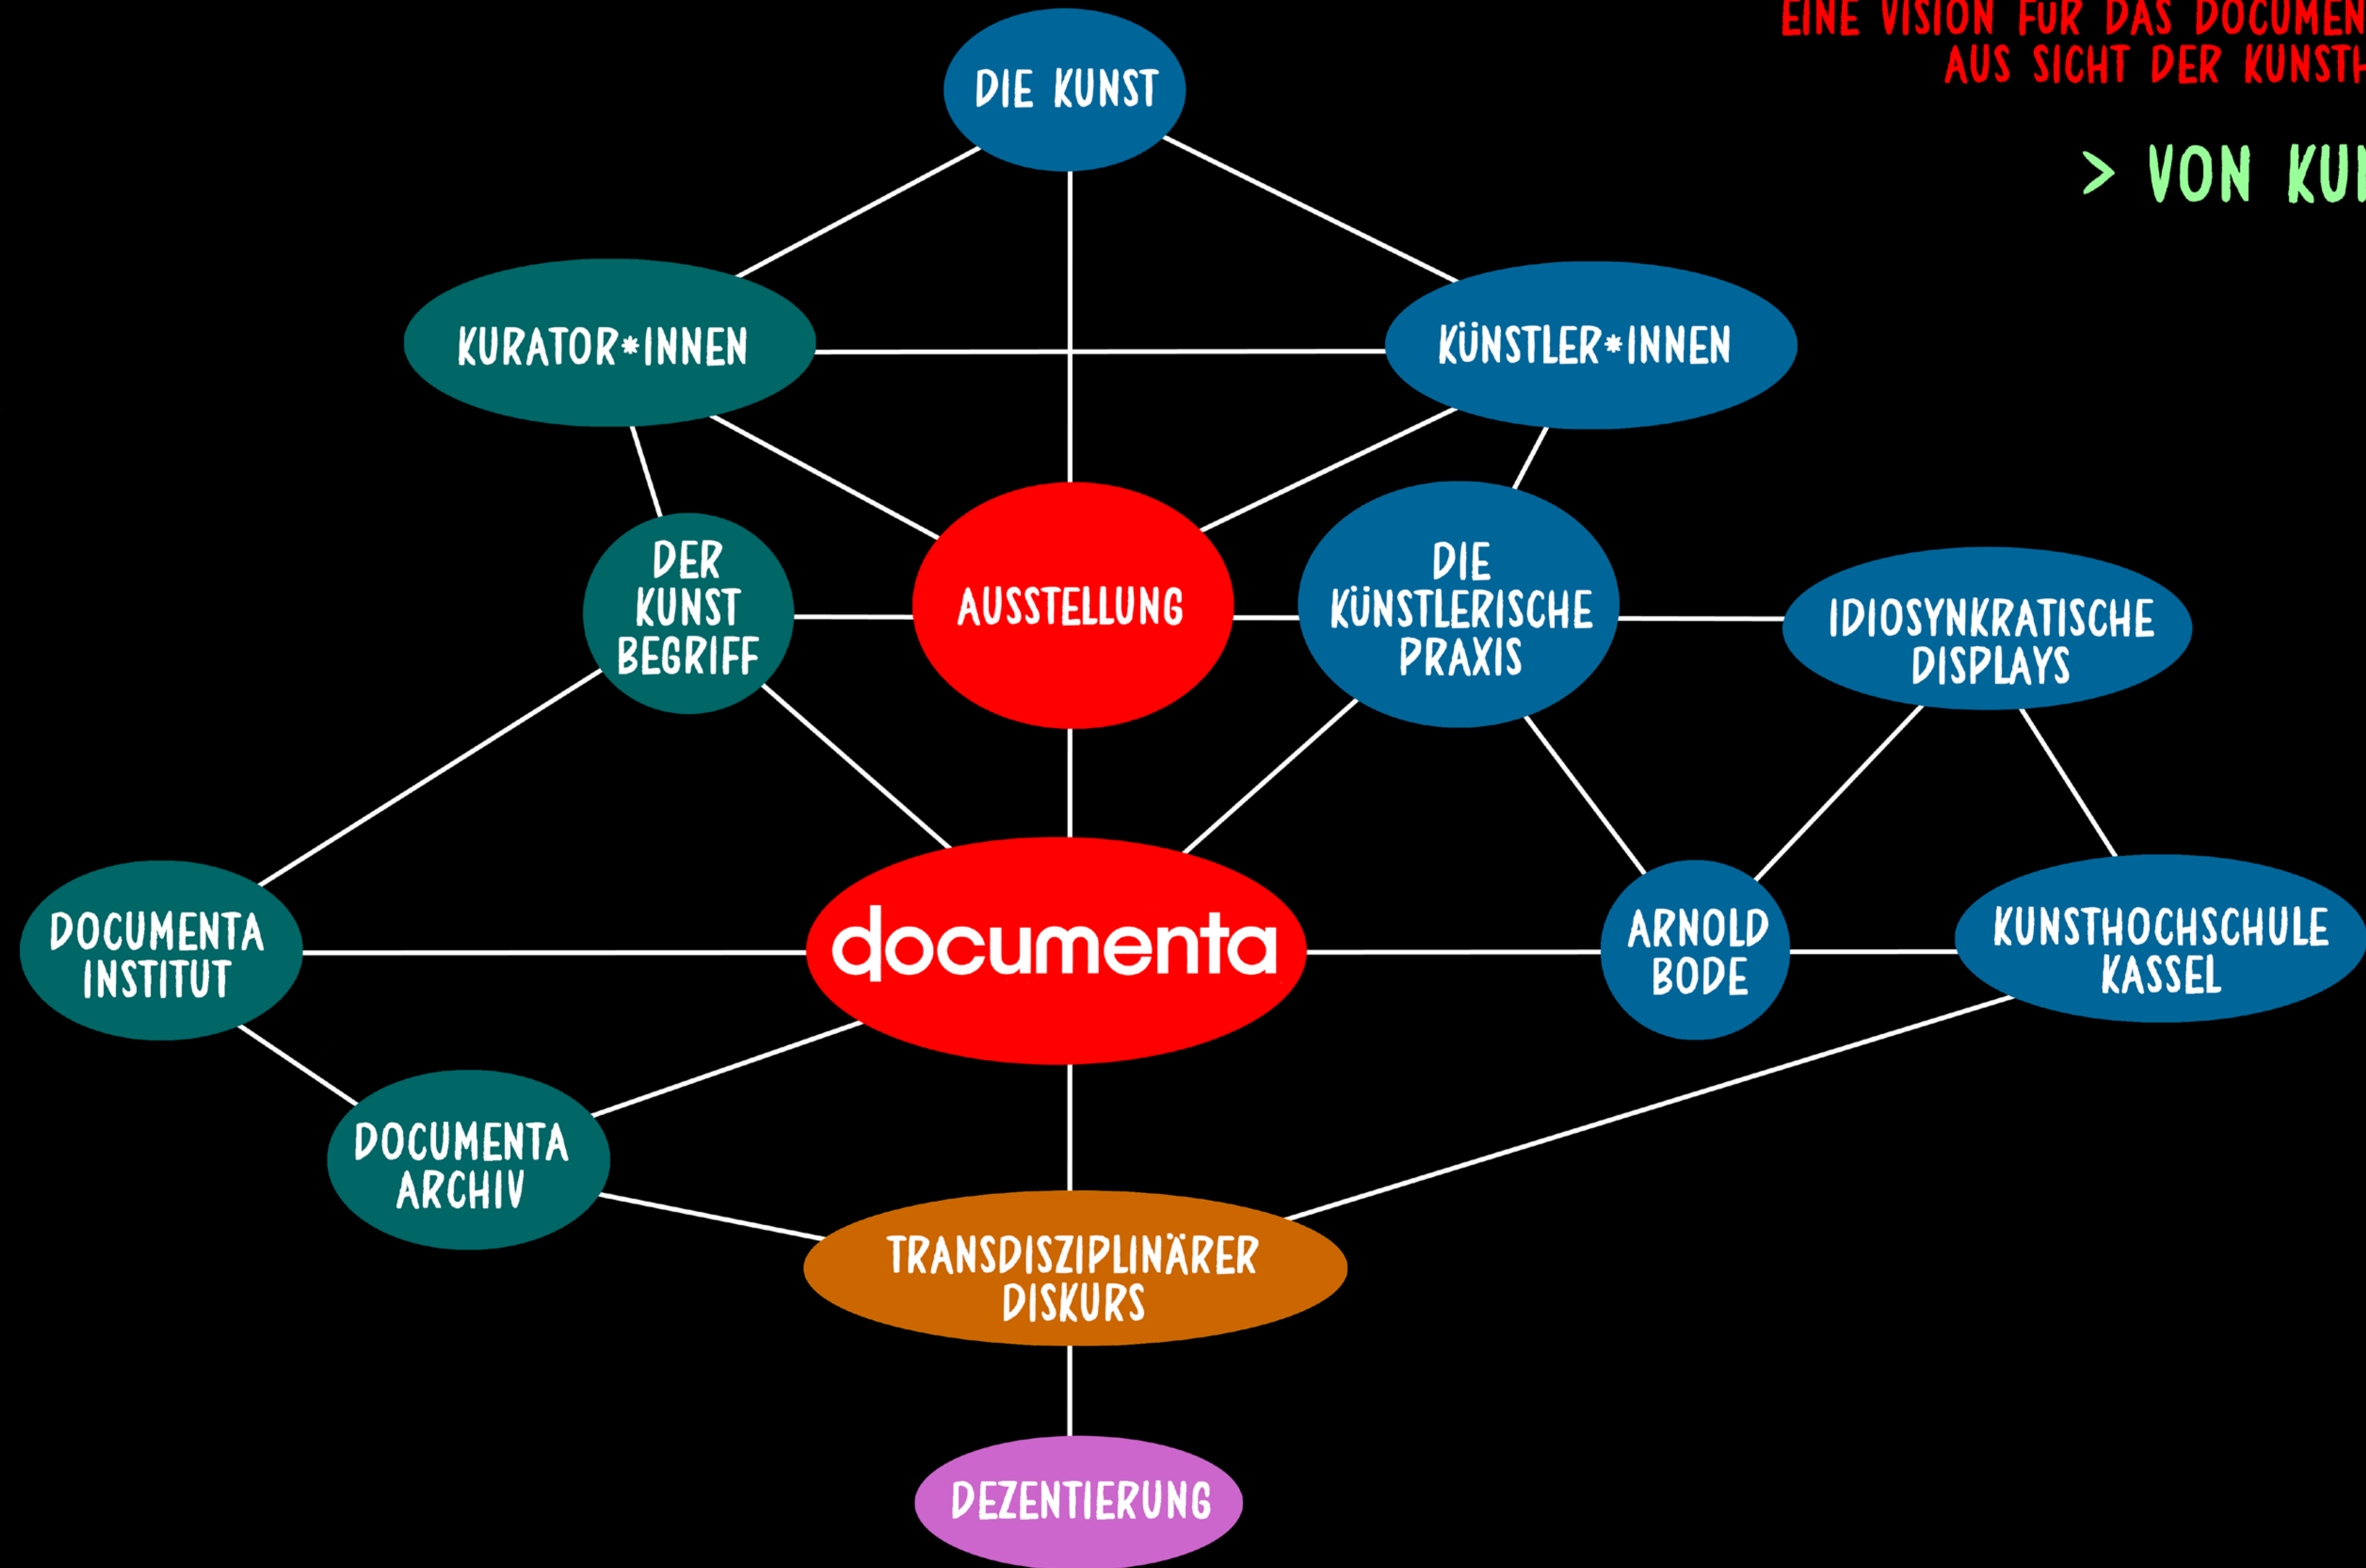 EINE VISION FÜR DAS DOCUMEN
AUS SICHT DER KUNSTH
> VON KU
DIE KUNST
KURATOR*INNEN
KÜNSTLER*INNEN
DER
KUNST
BEGRIFF
AUSSTELLUNG
DIE
KÜNSTLERISCHE
PRAXIS
IDIOSYNKRATISCHE
DISPLAYS
DOCUMENTA
INSTITUT
documenta
ARNOLD
BODE
KUNSTHOCHSCHULE
KASSEL
DOCUMENTA
ARCHIV
TRANSDISZIPLINÄRER
DISKURS
DEZENTIERUNG